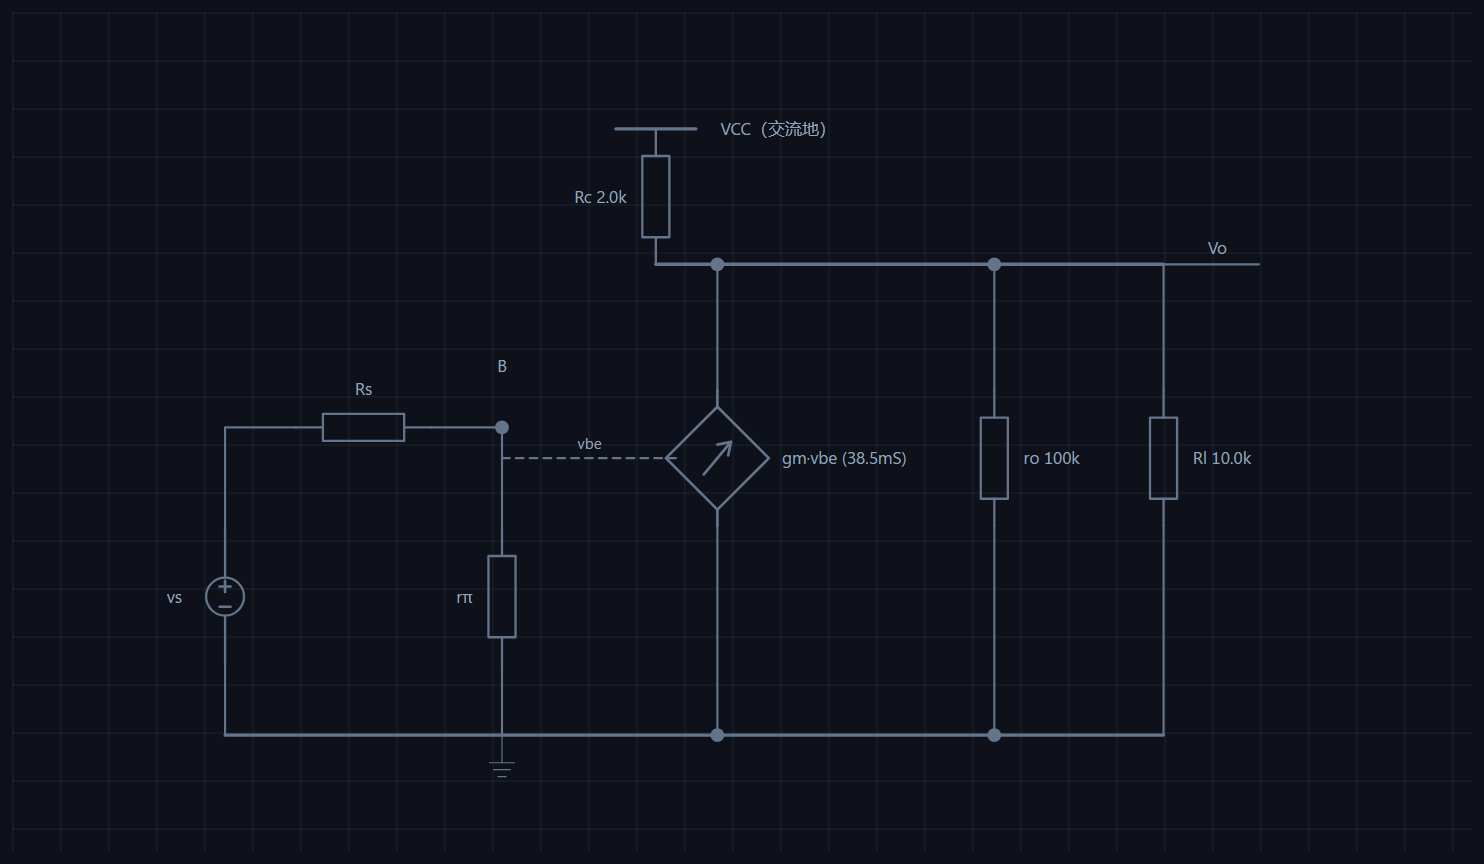 VCC（交流地）
Rc 2.0k
Vo
B
Rs
vbe
gm·vbe (38.5mS)
ro 100k
Rl 10.0k
vs
rπ